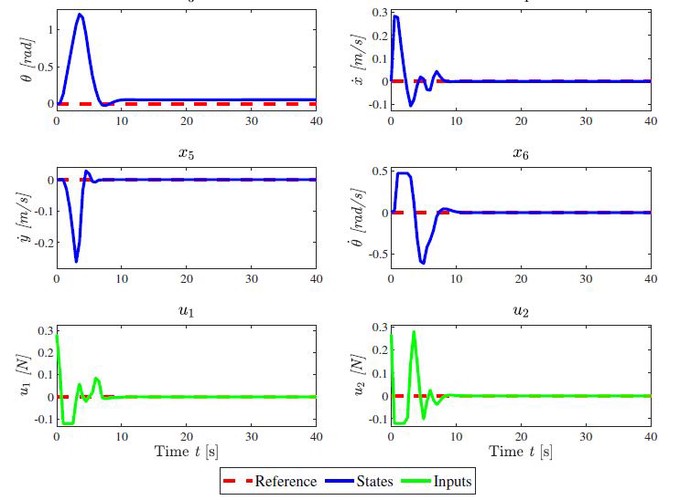 1
0.5
0
θ [rad]
0 10 20 30 40
0.3
0.2
0.1
0
-0.1
ẋ [m/s]
0 10 20 30 40
x5
0
-0.1
-0.2
ẏ [m/s]
0 10 20 30 40
x6
0.5
0
-0.5
θ̇ [rad/s]
0 10 20 30 40
u1
0.3
0.2
0.1
0
-0.1
u1 [N]
0 10 20 30 40
Time t [s]
u2
0.3
0.2
0.1
0
-0.1
u2 [N]
0 10 20 30 40
Time t [s]
Reference States Inputs